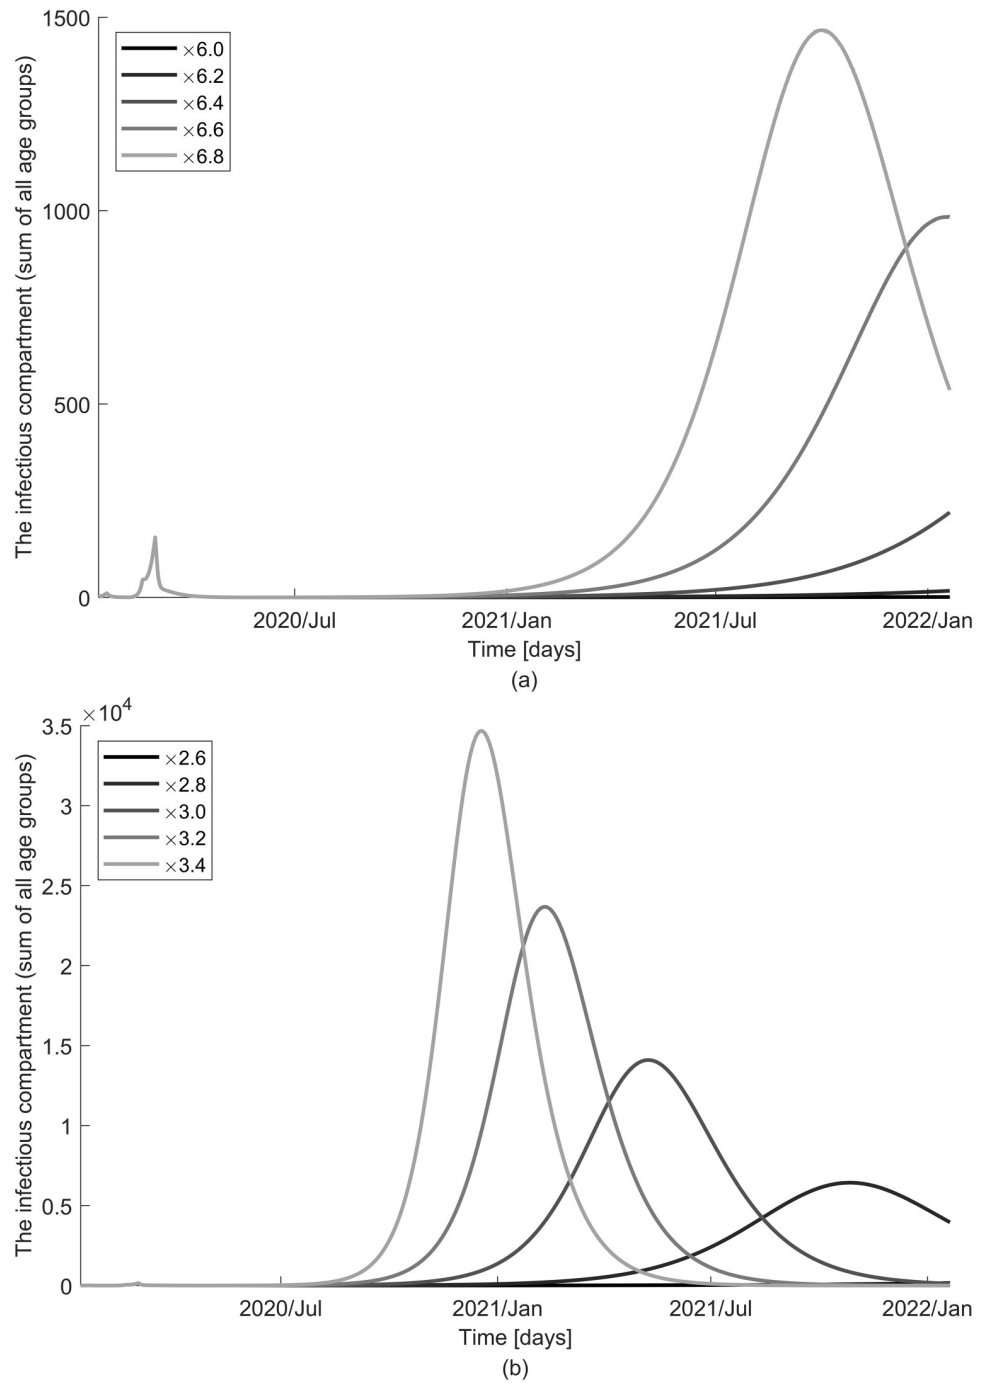 The infectious compartment (sum of all age groups)
1500
1000
500
0
×6.0
×6.2
×6.4
×6.6
×6.8
2020/Jul
2021/Jan
2021/Jul
2022/Jan
Time [days]
(a)
The infectious compartment (sum of all age groups)
×10⁴
3.5
3
2.5
2
1.5
1
0.5
0
×2.6
×2.8
×3.0
×3.2
×3.4
2020/Jul
2021/Jan
2021/Jul
2022/Jan
Time [days]
(b)